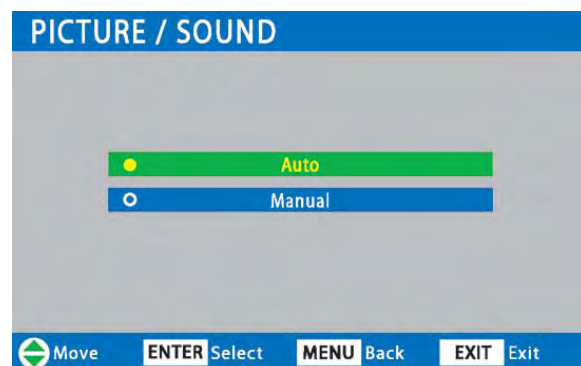 PICTURE / SOUND
Auto
Manual
Move ENTER Select MENU Back EXIT Exit